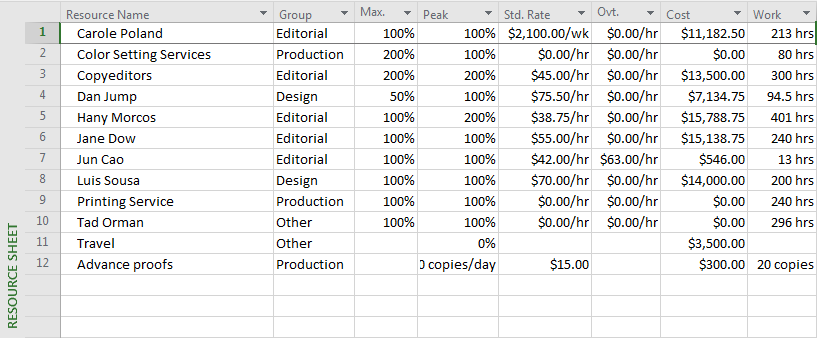 Resource Name Group Max. Peak Std. Rate Ovt. Cost Work
1 Carole Poland Editorial 100% 100% $2,100.00/wk $0.00/hr $11,182.50 213 hrs
2 Color Setting Services Production 200% 100% $0.00/hr $0.00/hr $0.00 80 hrs
3 Copyeditors Editorial 200% 200% $45.00/hr $0.00/hr $13,500.00 300 hrs
4 Dan Jump Design 50% 100% $75.50/hr $0.00/hr $7,134.75 94.5 hrs
5 Hany Morcos Editorial 100% 200% $38.75/hr $0.00/hr $15,788.75 401 hrs
6 Jane Dow Editorial 100% 100% $55.00/hr $0.00/hr $15,138.75 240 hrs
7 Jun Cao Editorial 100% 100% $42.00/hr $63.00/hr $546.00 13 hrs
8 Luis Sousa Design 100% 100% $70.00/hr $0.00/hr $14,000.00 200 hrs
9 Printing Service Production 100% 100% $0.00/hr $0.00/hr $0.00 240 hrs
10 Tad Orman Other 100% 100% $0.00/hr $0.00/hr $0.00 296 hrs
11 Travel Other 0% $3,500.00
12 Advance proofs Production copies/day $15.00 $300.00 20 copies
RESOURCE SHEET